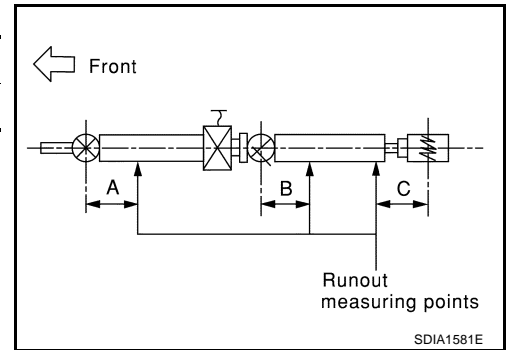 Front
A
B
C
Runout
measuring points
SDIA1581E